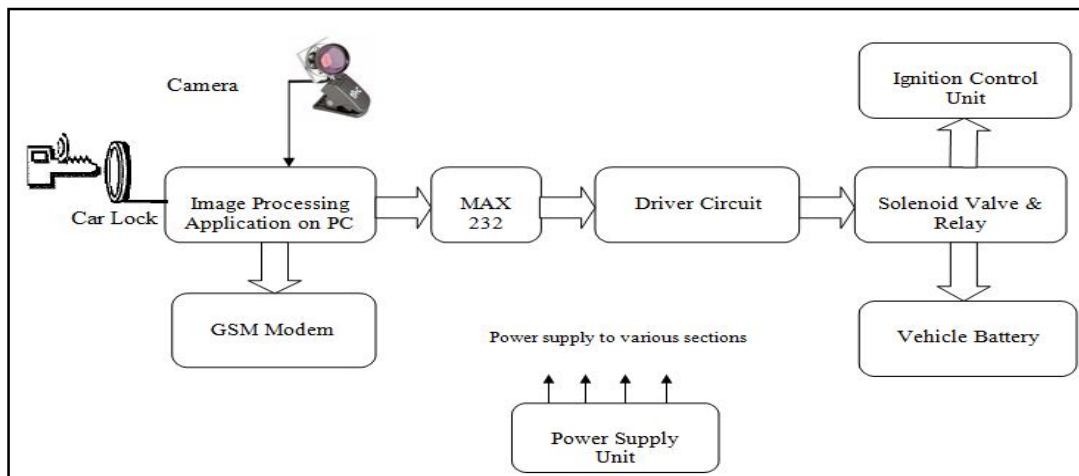 Camera
Ignition Control
Unit
Car Lock
Image Processing
Application on PC
MAX
232
Driver Circuit
Solenoid Valve &
Relay
GSM Modem
Power supply to various sections
Vehicle Battery
Power Supply
Unit